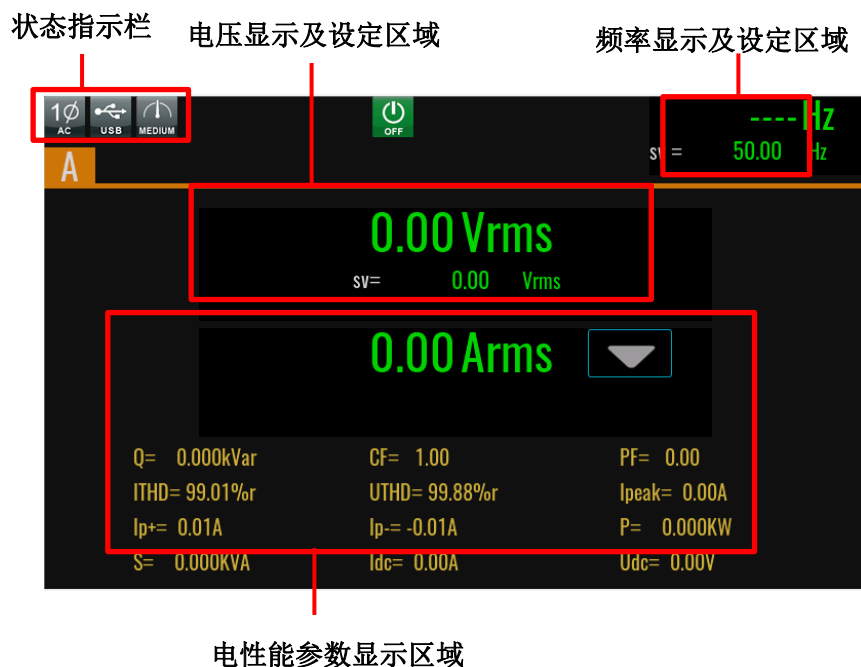 状态指示栏
电压显示及设定区域
频率显示及设定区域
1Ø AC USB MEDIUM OFF
----Hz
sv = 50.00 Hz
A
0.00 Vrms
sv= 0.00 Vrms
0.00 Arms
Q= 0.000kVar CF= 1.00 PF= 0.00
ITHD= 99.01%r UTHD= 99.88%r Ipeak= 0.00A
Ip+= 0.01A Ip-= -0.01A P= 0.000KW
S= 0.000KVA Idc= 0.00A Udc= 0.00V
电性能参数显示区域